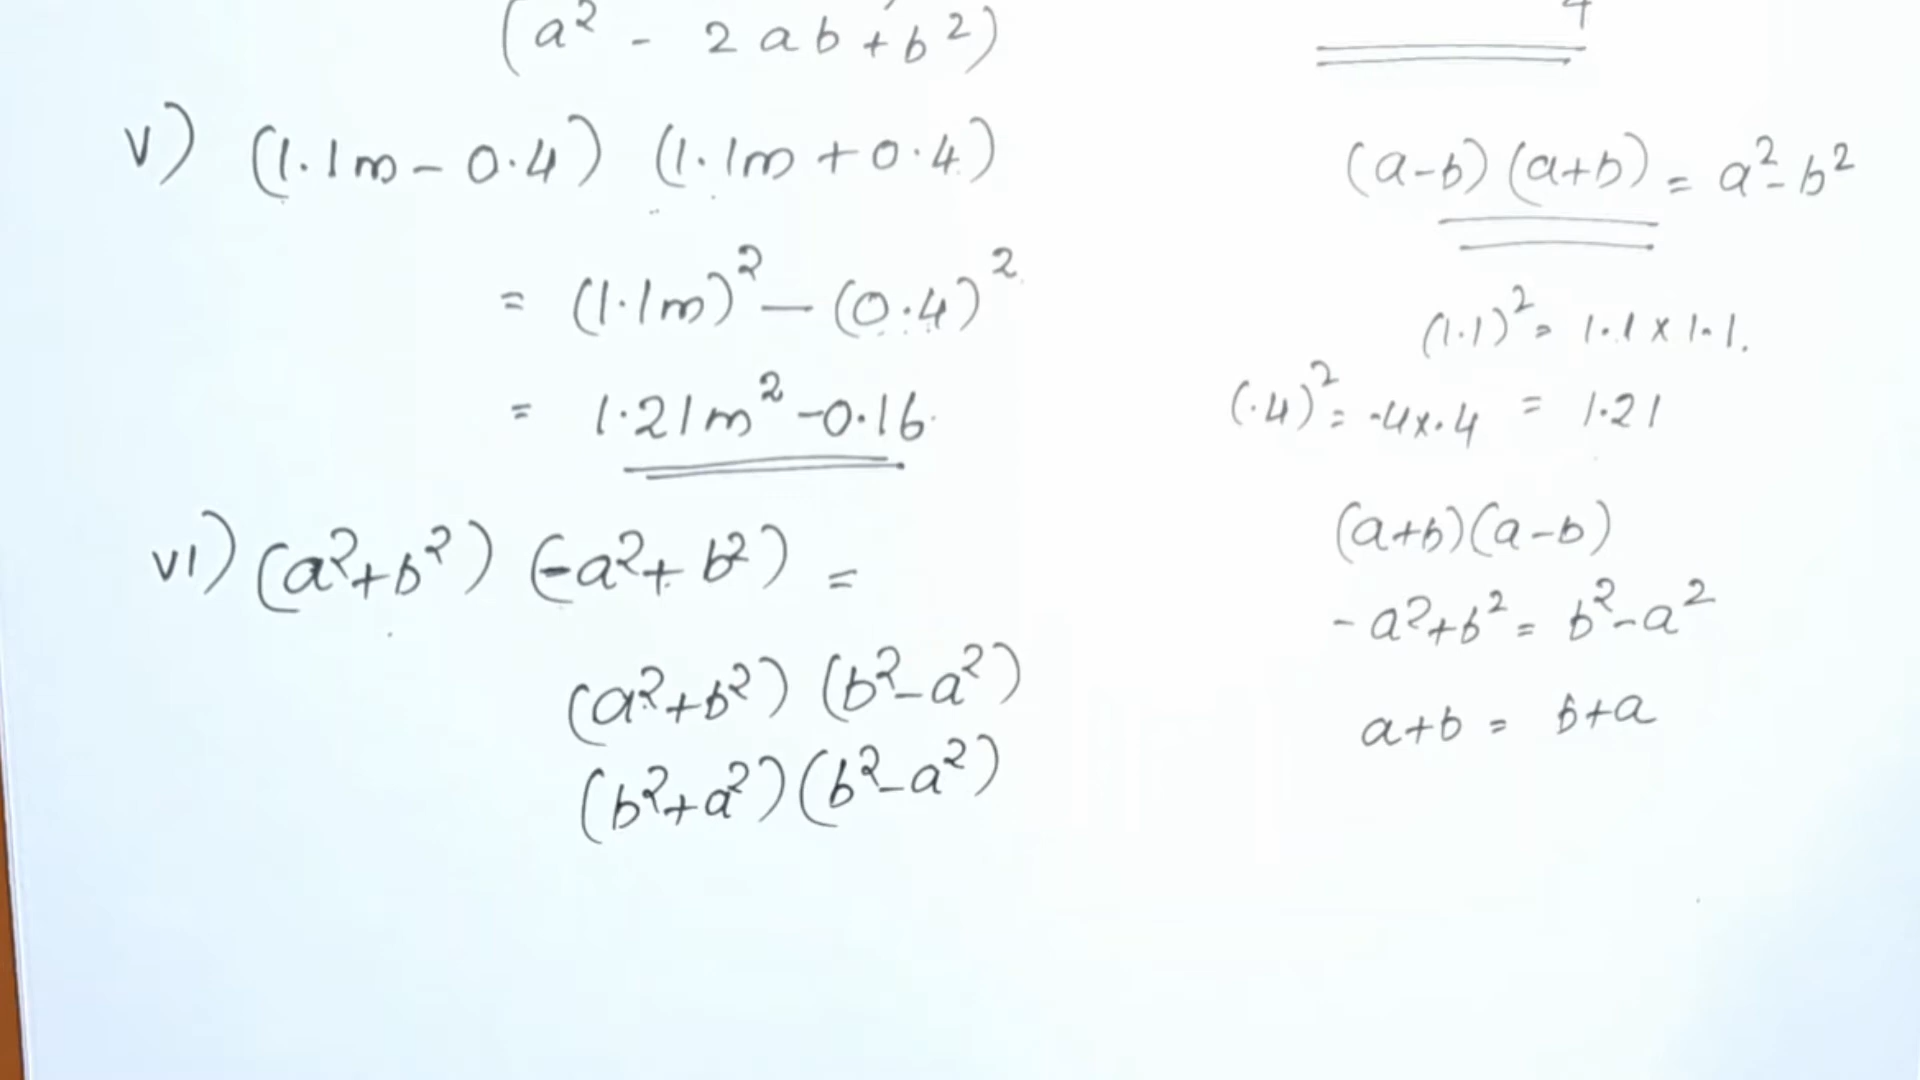 (a² - 2ab+b²)
v) (1.1m - 0.4) (1.1m + 0.4)
= (1.1m)² – (0.4)²
= 1.21m² - 0.16
vi) (a²+b²) (-a²+b²) =
(a²+b²) (b²-a²)
(b²+a²)(b²-a²)
4
(a-b)(a+b) = a²-b²
(1.1)² = 1.1 x 1.1.
(.4)² = .4x.4 = 1.21
(a+b)(a-b)
-a²+b² = b²-a²
a+b = b+a